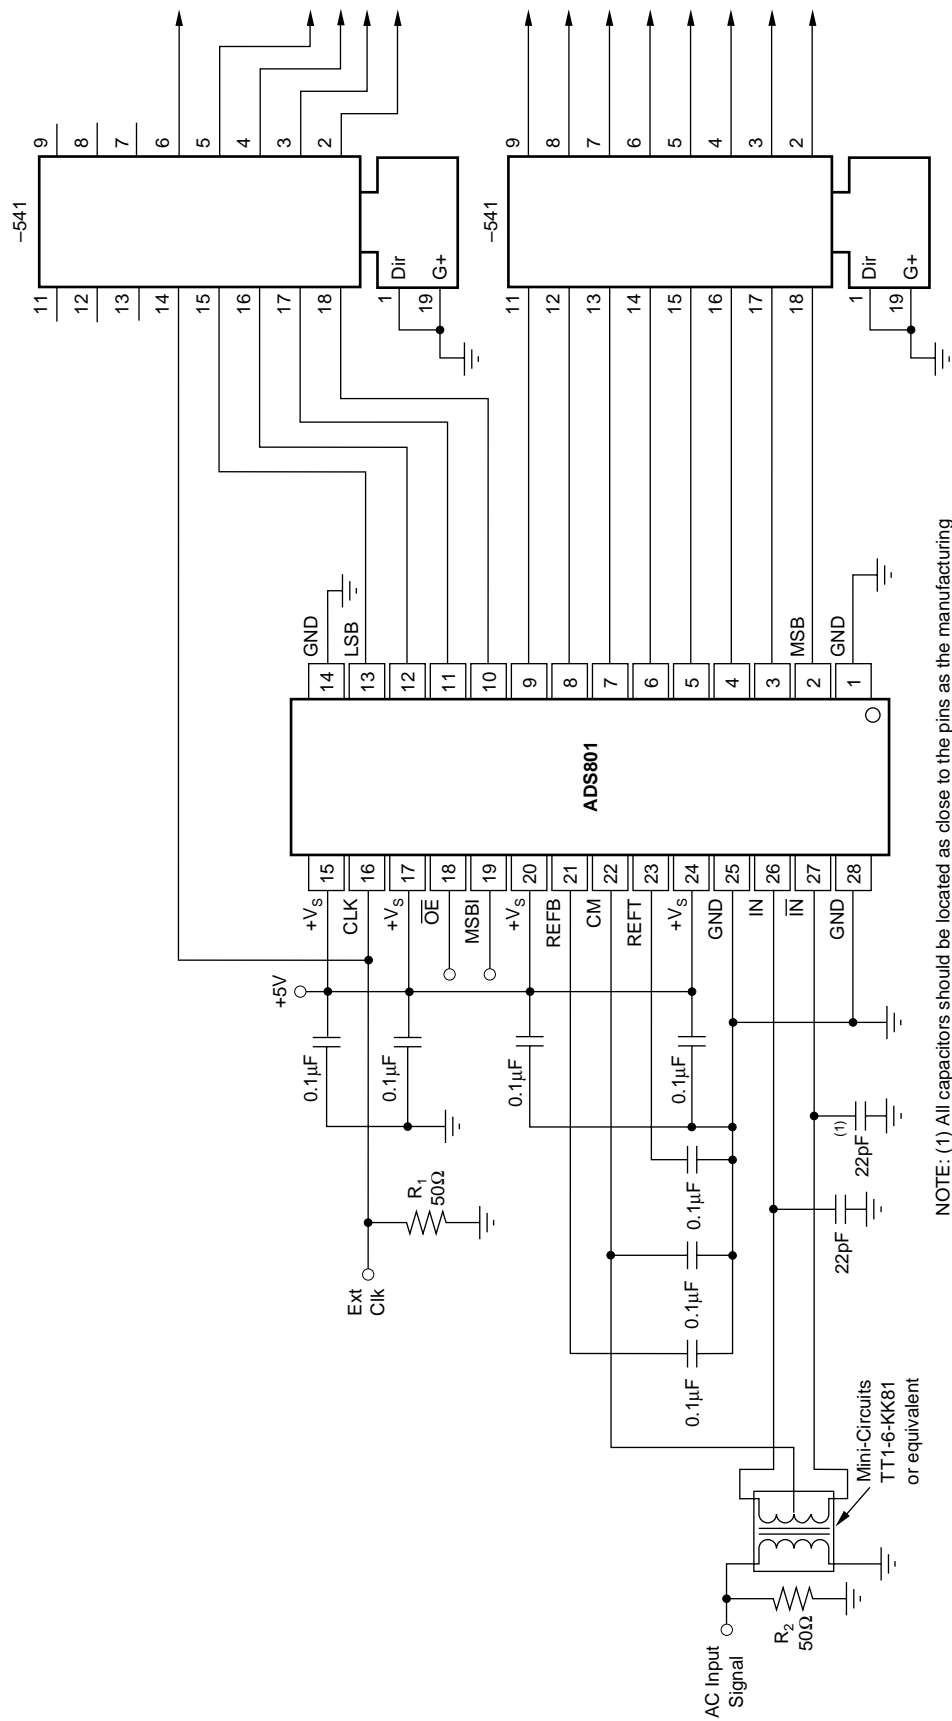 –541
11
12
13
14
15
16
17
18
9
8
7
6
5
4
3
2
1
Dir
19
G+
–541
11
12
13
14
15
16
17
18
9
8
7
6
5
4
3
2
1
Dir
19
G+
ADS801
GND
14
LSB
13
12
11
10
9
8
7
6
5
4
3
MSB
2
GND
1
+VS
15
CLK
16
+VS
17
OE
18
MSBI
19
+VS
20
REFB
21
CM
22
REFT
23
+VS
24
GND
25
IN
26
IN
27
GND
28
+5V
0.1µF
0.1µF
0.1µF
0.1µF
0.1µF
0.1µF
0.1µF
R1
50Ω
Ext
Clk
(1)
22pF
22pF
Mini-Circuits
TT1-6-KK81
or equivalent
R2
50Ω
AC Input
Signal
NOTE: (1) All capacitors should be located as close to the pins as the manufacturing